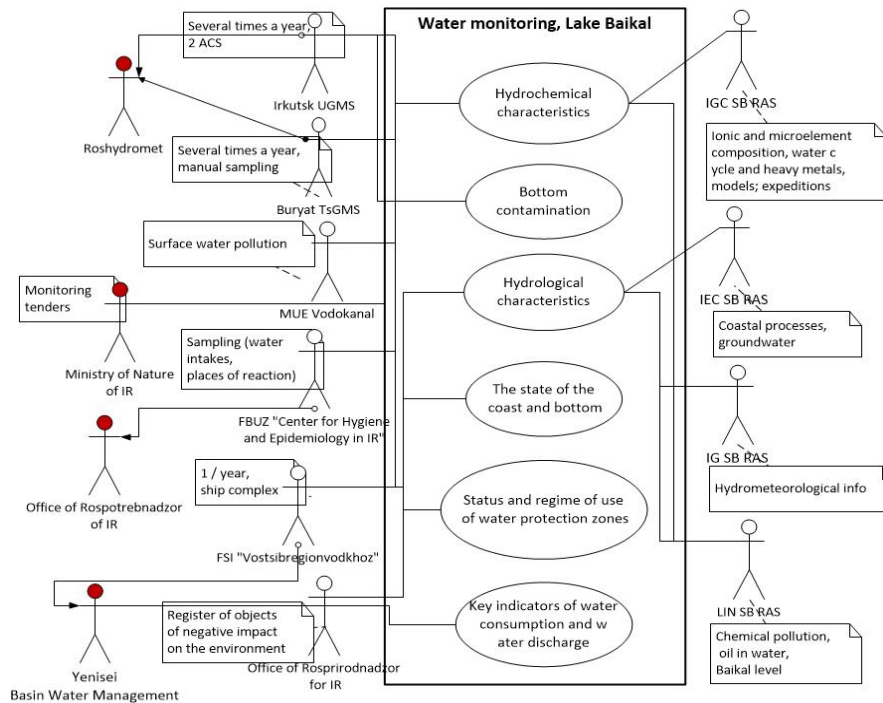 Water monitoring, Lake Baikal
Several times a year,
2 ACS
Irkutsk UGMS
Roshydromet
Several times a year,
manual sampling
Buryat TsGMS
Surface water pollution
MUE Vodokanal
Monitoring
tenders
Ministry of Nature
of IR
Sampling (water
intakes,
places of reaction)
FBUZ "Center for Hygiene
and Epidemiology in IR"
Office of Rospotrebnadzor
of IR
1 / year,
ship complex
FSI "Vostsibregionvodkhoz"
Yenisei
Basin Water Management
Register of objects
of negative impact
on the environment
Office of Rosprirodnadzor
for IR
Hydrochemical
characteristics
Bottom
contamination
Hydrological
characteristics
The state of the
coast and bottom
Status and regime of use
of water protection zones
Key indicators of water
consumption and w
ater discharge
IGC SB RAS
Ionic and microelement
composition, water c
ycle and heavy metals,
models; expeditions
IEC SB RAS
Coastal processes,
groundwater
IG SB RAS
Hydrometeorological info
LIN SB RAS
Chemical pollution,
oil in water,
Baikal level